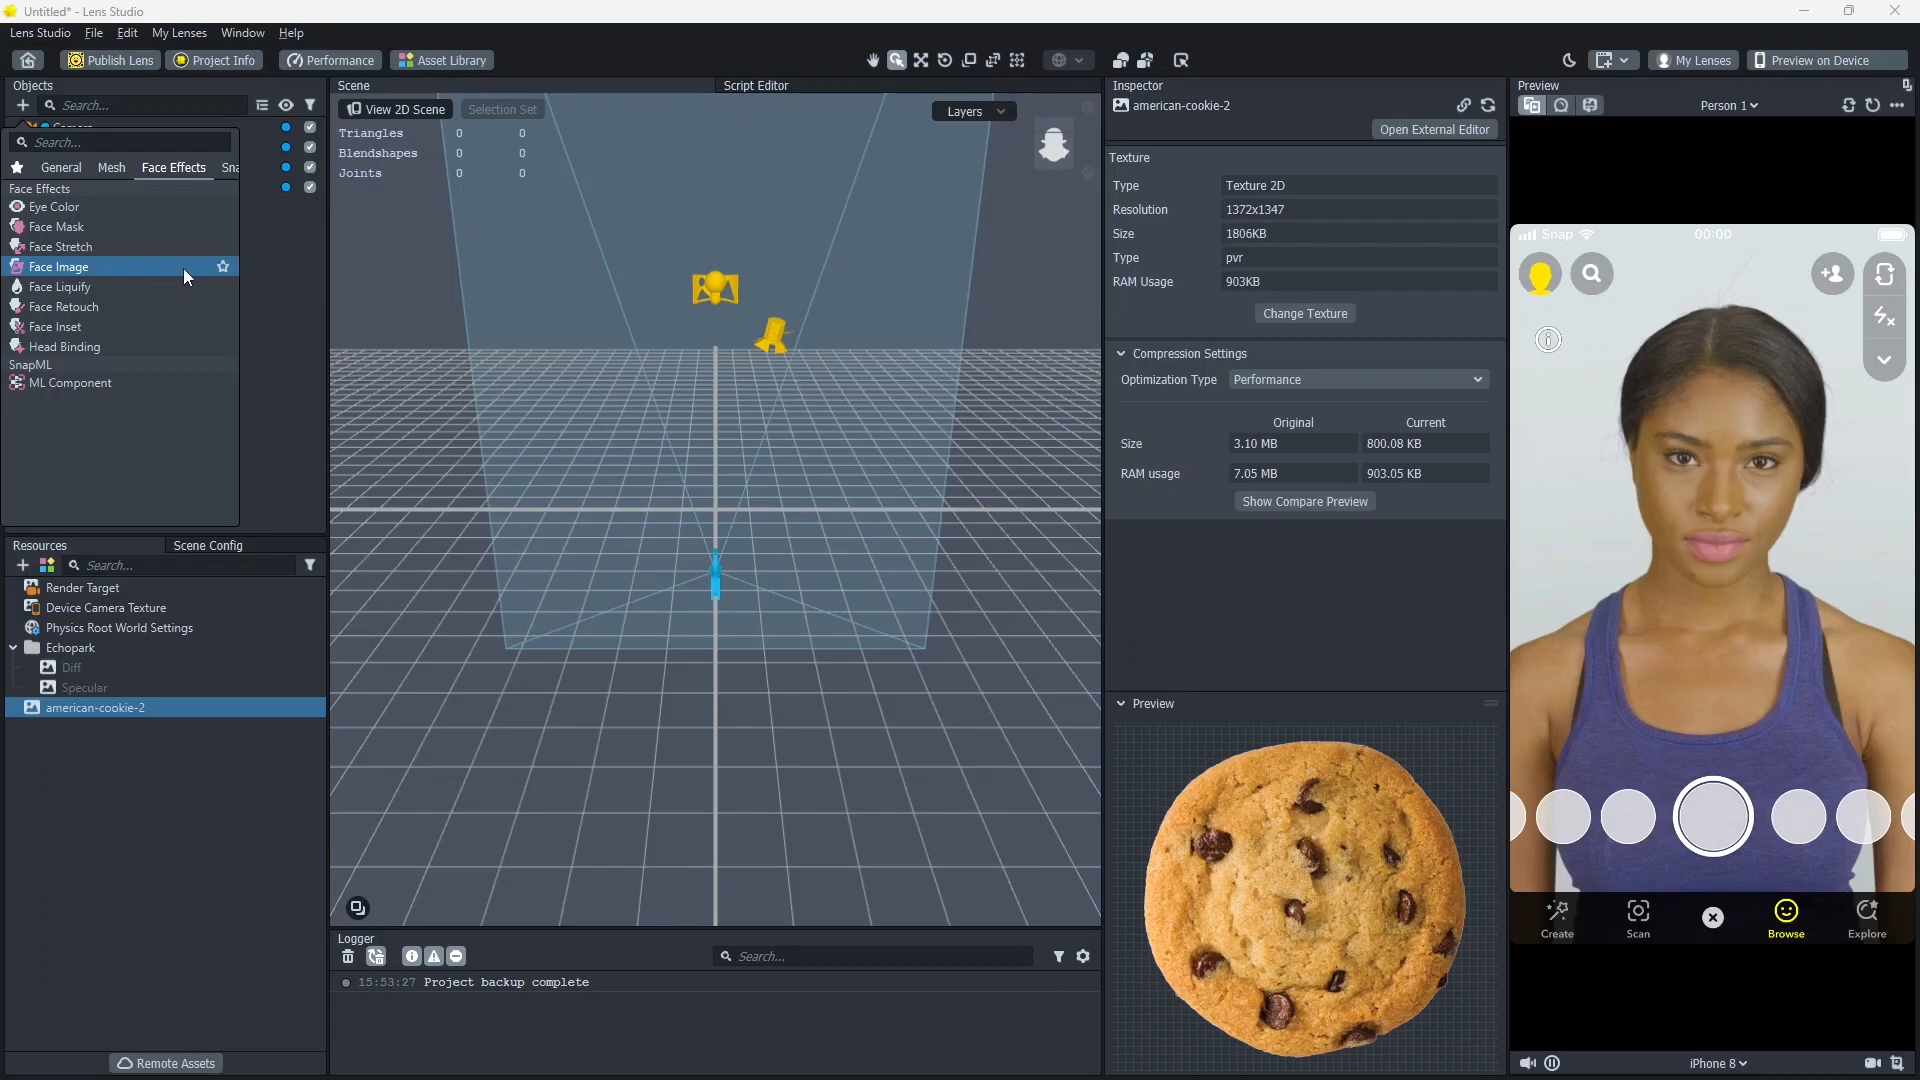 Untitled* - Lens Studio
Lens Studio File Edit My Lenses Window Help
Publish Lens Project Info Performance Asset Library My Lenses Preview on Device
Objects
Search...
Search...
General Mesh Face Effects Sna
Face Effects
Eye Color
Face Mask
Face Stretch
Face Image
Face Liquify
Face Retouch
Face Inset
Head Binding
SnapML
ML Component
Resources Scene Config
Search...
Render Target
Device Camera Texture
Physics Root World Settings
Echopark
Diff
Specular
american-cookie-2
Remote Assets
Scene Script Editor
View 2D Scene Selection Set Layers
Triangles 0 0
Blendshapes 0 0
Joints 0 0
Logger
Search...
15:53:27 Project backup complete
Inspector
american-cookie-2
Open External Editor
Texture
Type Texture 2D
Resolution 1372x1347
Size 1806KB
Type pvr
RAM Usage 903KB
Change Texture
Compression Settings
Optimization Type Performance
Original Current
Size 3.10 MB 800.08 KB
RAM usage 7.05 MB 903.05 KB
Show Compare Preview
Preview
Preview
Person 1
Snap 00:00
Create Scan Browse Explore
iPhone 8